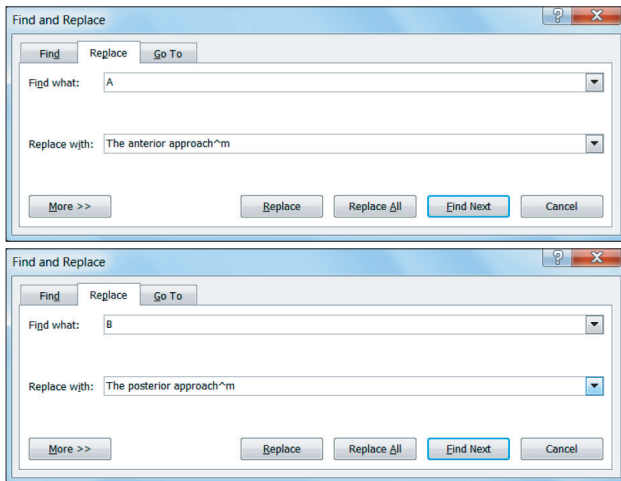 Find and Replace
Find Replace Go To
Find what: A
Replace with: The anterior approach^m
More >> Replace Replace All Find Next Cancel
Find and Replace
Find Replace Go To
Find what: B
Replace with: The posterior approach^m
More >> Replace Replace All Find Next Cancel